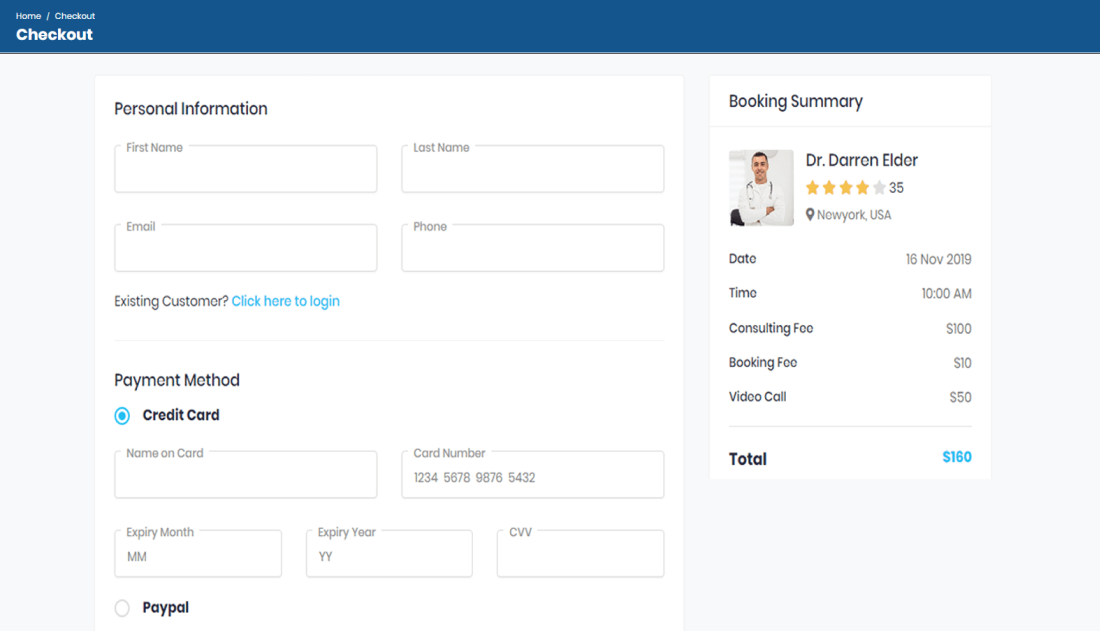 Home / Checkout
Checkout
Personal Information
First Name
Last Name
Email
Phone
Existing Customer? Click here to login
Payment Method
Credit Card
Name on Card
Card Number
1234 5678 9876 5432
Expiry Month
MM
Expiry Year
YY
CVV
Paypal
Booking Summary
Dr. Darren Elder
35
Newyork, USA
Date 16 Nov 2019
Time 10:00 AM
Consulting Fee $100
Booking Fee $10
Video Call $50
Total $160